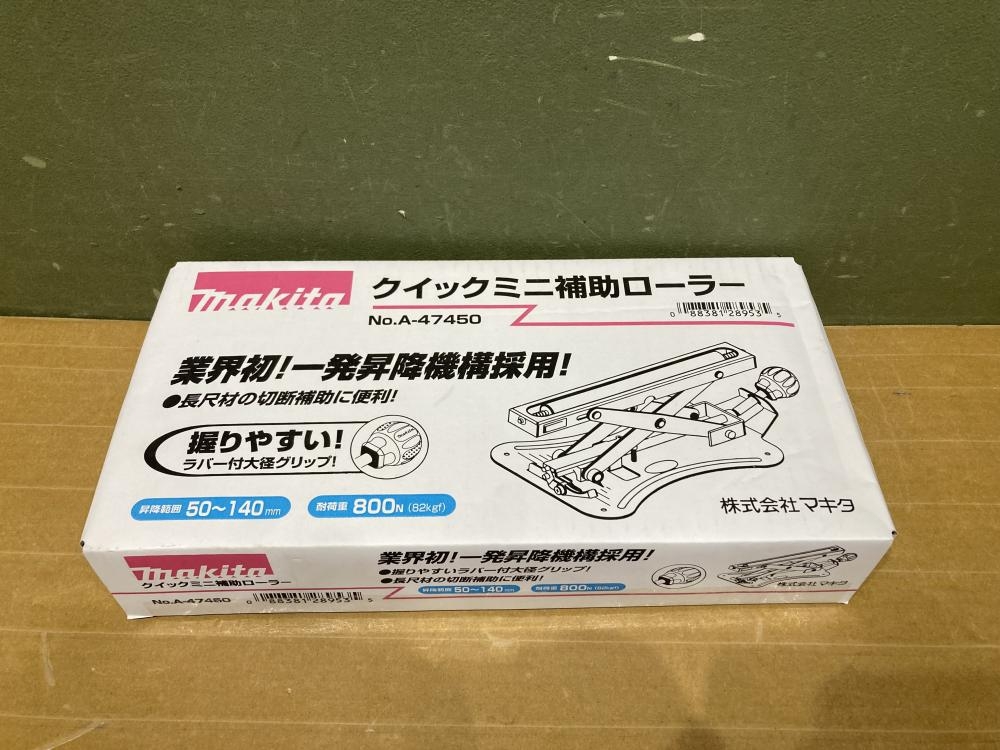 makita
クイックミニ補助ローラー
No.A-47450
0 88381 28953 5
業界初!一発昇降機構採用!
●長尺材の切断補助に便利!
握りやすい!
ラバー付大径グリップ!
昇降範囲 50〜140mm
耐荷重 800N (82kgf)
株式会社マキタ
makita
クイックミニ補助ローラー
No.A-47450
0 88381 28953 5
業界初!一発昇降機構採用!
●握りやすいラバー付大径グリップ!
●長尺材の切断補助に便利!
昇降範囲 50〜140mm
耐荷重 800N (82kgf)
株式会社マキタ